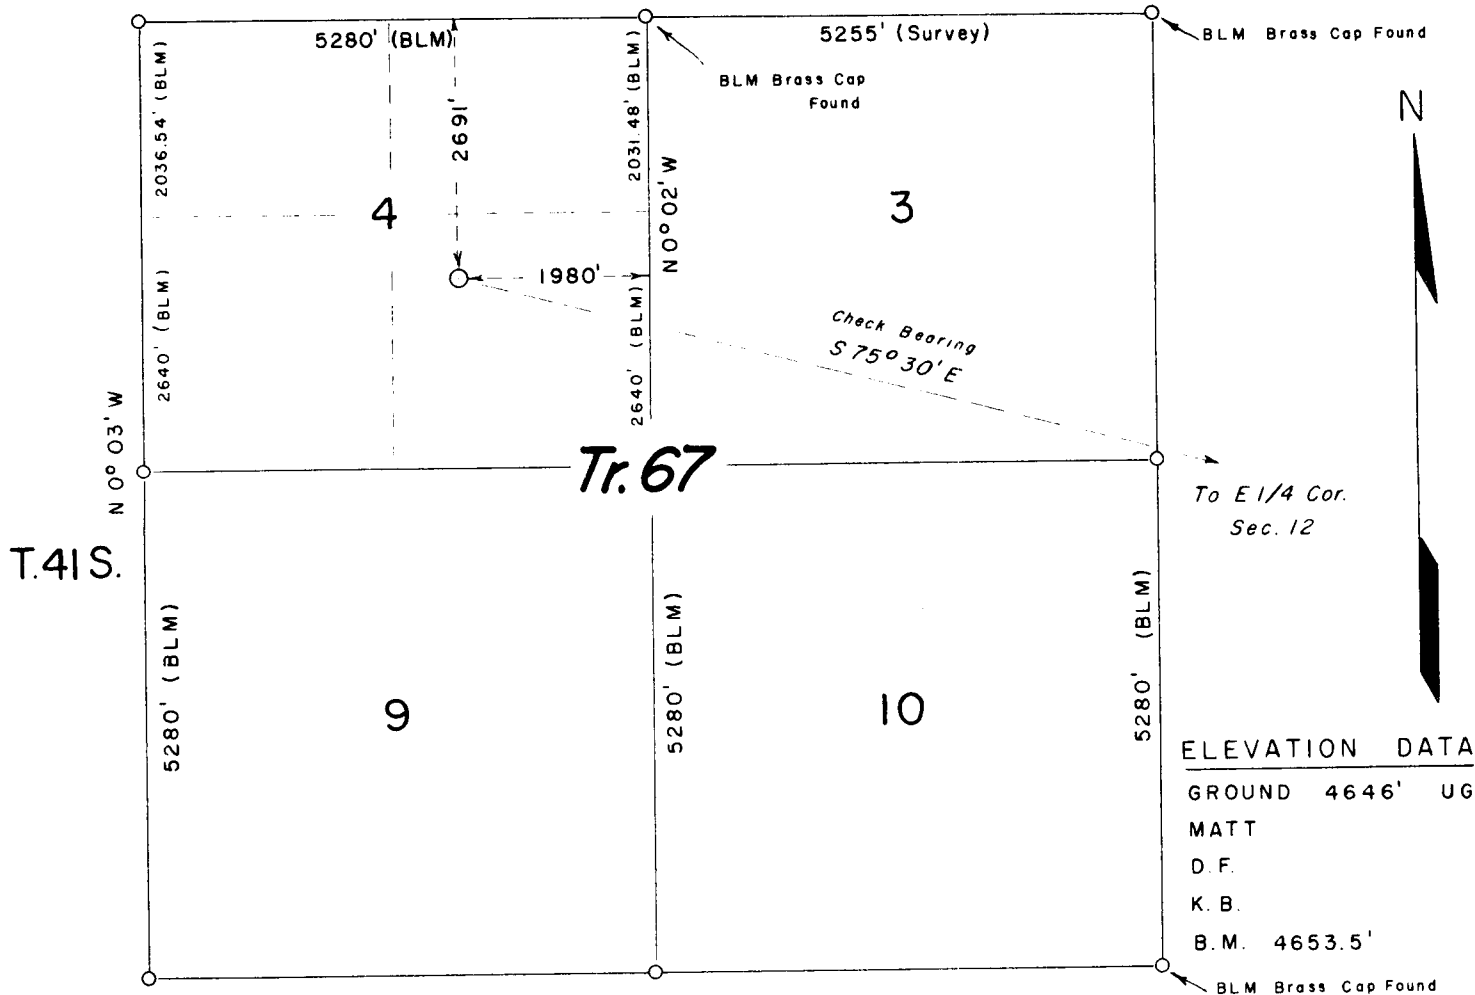 5280' (BLM)
5255' (Survey)
BLM Brass Cap Found
BLM Brass Cap
Found
2036.54' (BLM)
2691'
2031.48' (BLM)
N 0° 02' W
N
4
3
1980'
2640' (BLM)
2640' (BLM)
Check Bearing
S 75° 30' E
N 0° 03' W
Tr. 67
To E 1/4 Cor.
Sec. 12
T. 41 S.
5280' (BLM)
5280' (BLM)
5280' (BLM)
9
10
ELEVATION DATA
GROUND 4646' UG
MATT
D.F.
K.B.
B.M. 4653.5'
BLM Brass Cap Found